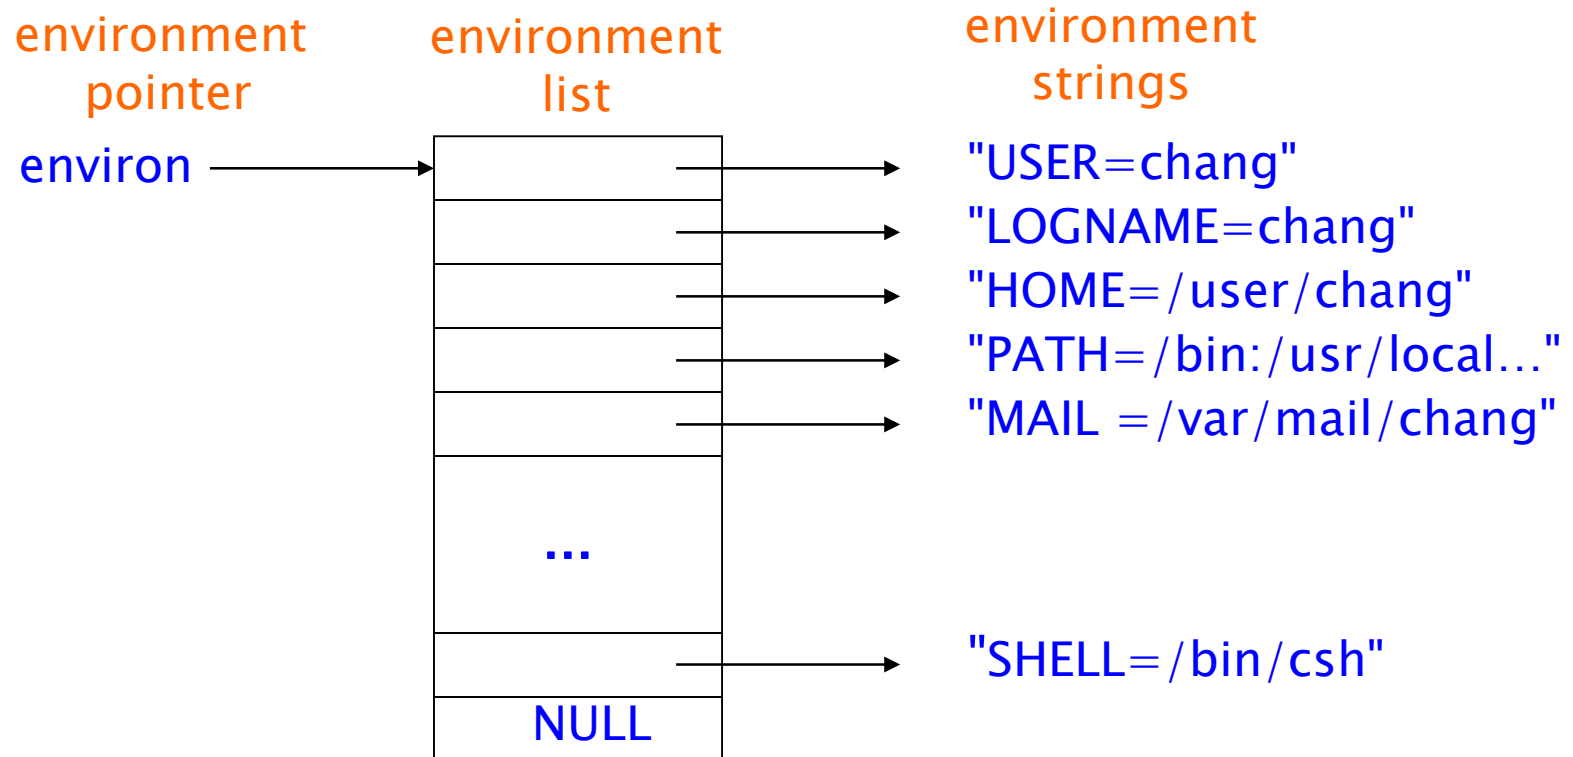 environment
pointer
environment
list
environment
strings
environ
"USER=chang"
"LOGNAME=chang"
"HOME=/user/chang"
"PATH=/bin:/usr/local…"
"MAIL =/var/mail/chang"
...
"SHELL=/bin/csh"
NULL